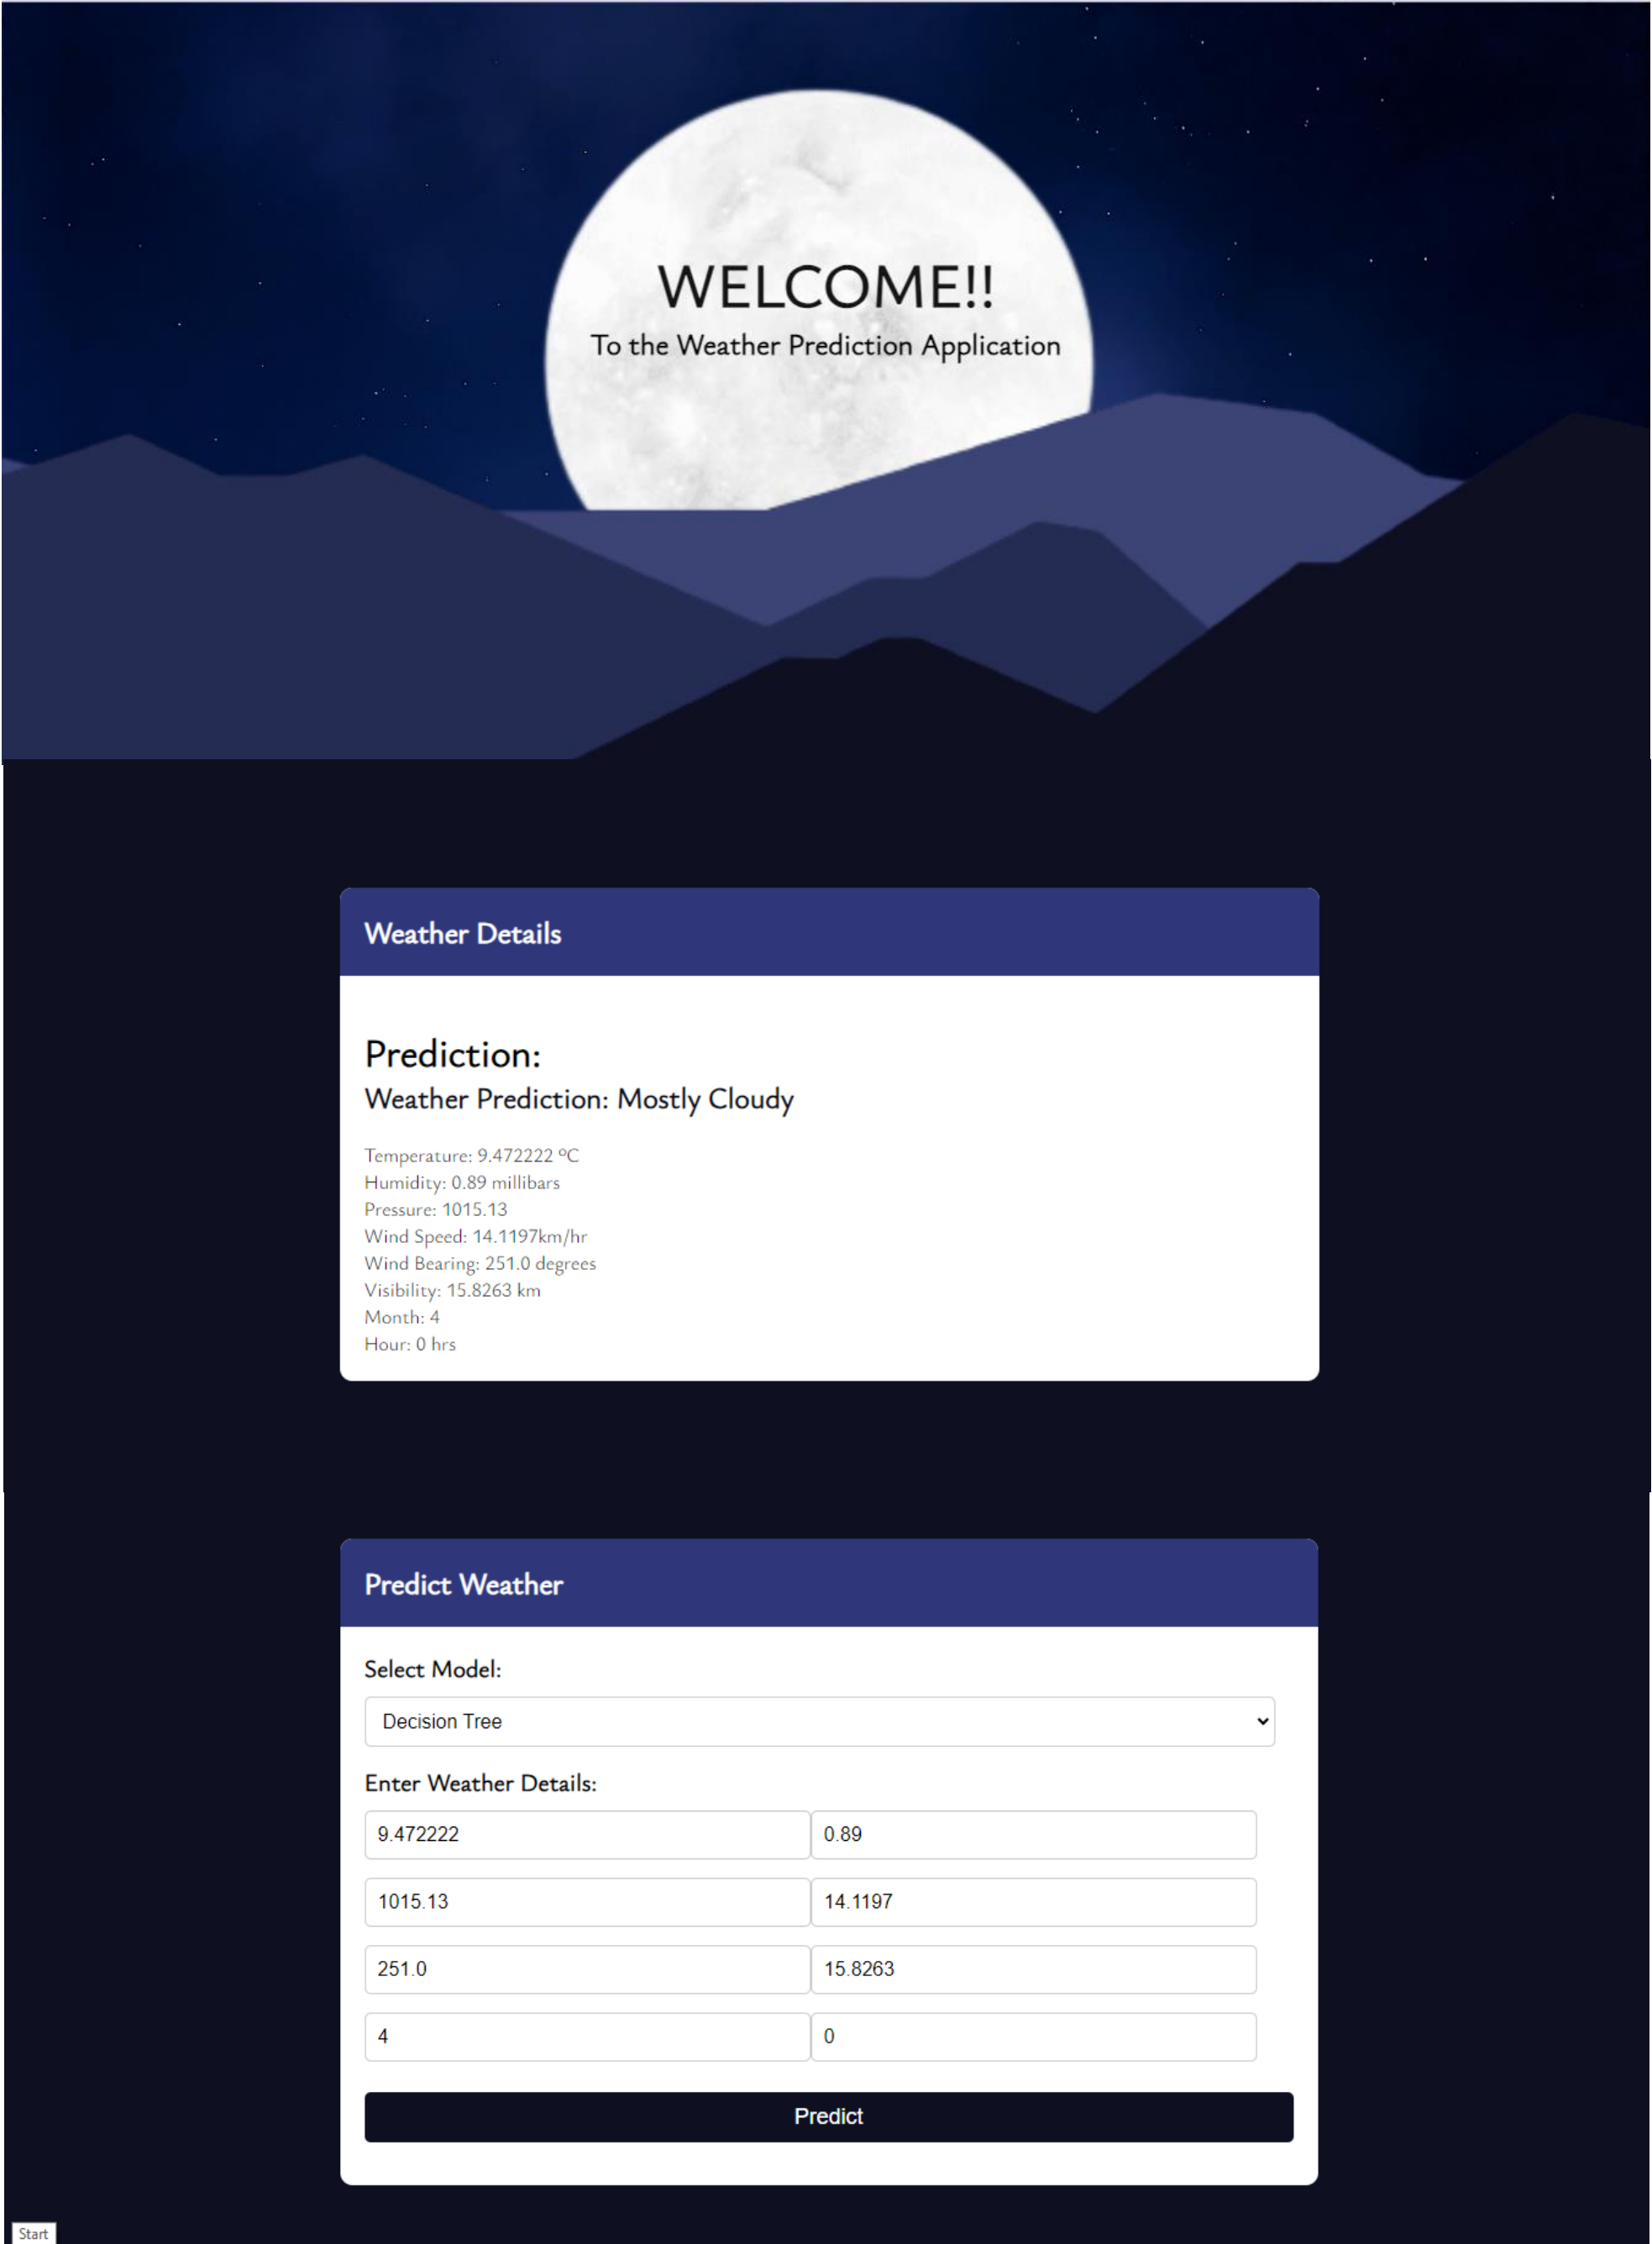 WELCOME!!
To the Weather Prediction Application
Weather Details
Prediction:
Weather Prediction: Mostly Cloudy
Temperature: 9.472222 ºC
Humidity: 0.89 millibars
Pressure: 1015.13
Wind Speed: 14.1197km/hr
Wind Bearing: 251.0 degrees
Visibility: 15.8263 km
Month: 4
Hour: 0 hrs
Predict Weather
Select Model:
Decision Tree
Enter Weather Details:
9.472222 0.89
1015.13 14.1197
251.0 15.8263
4 0
Predict
Start